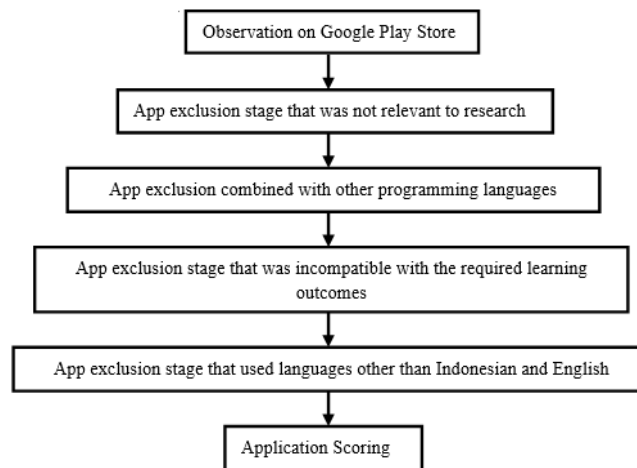 Observation on Google Play Store
App exclusion stage that was not relevant to research
App exclusion combined with other programming languages
App exclusion stage that was incompatible with the required learning
outcomes
App exclusion stage that used languages other than Indonesian and English
Application Scoring